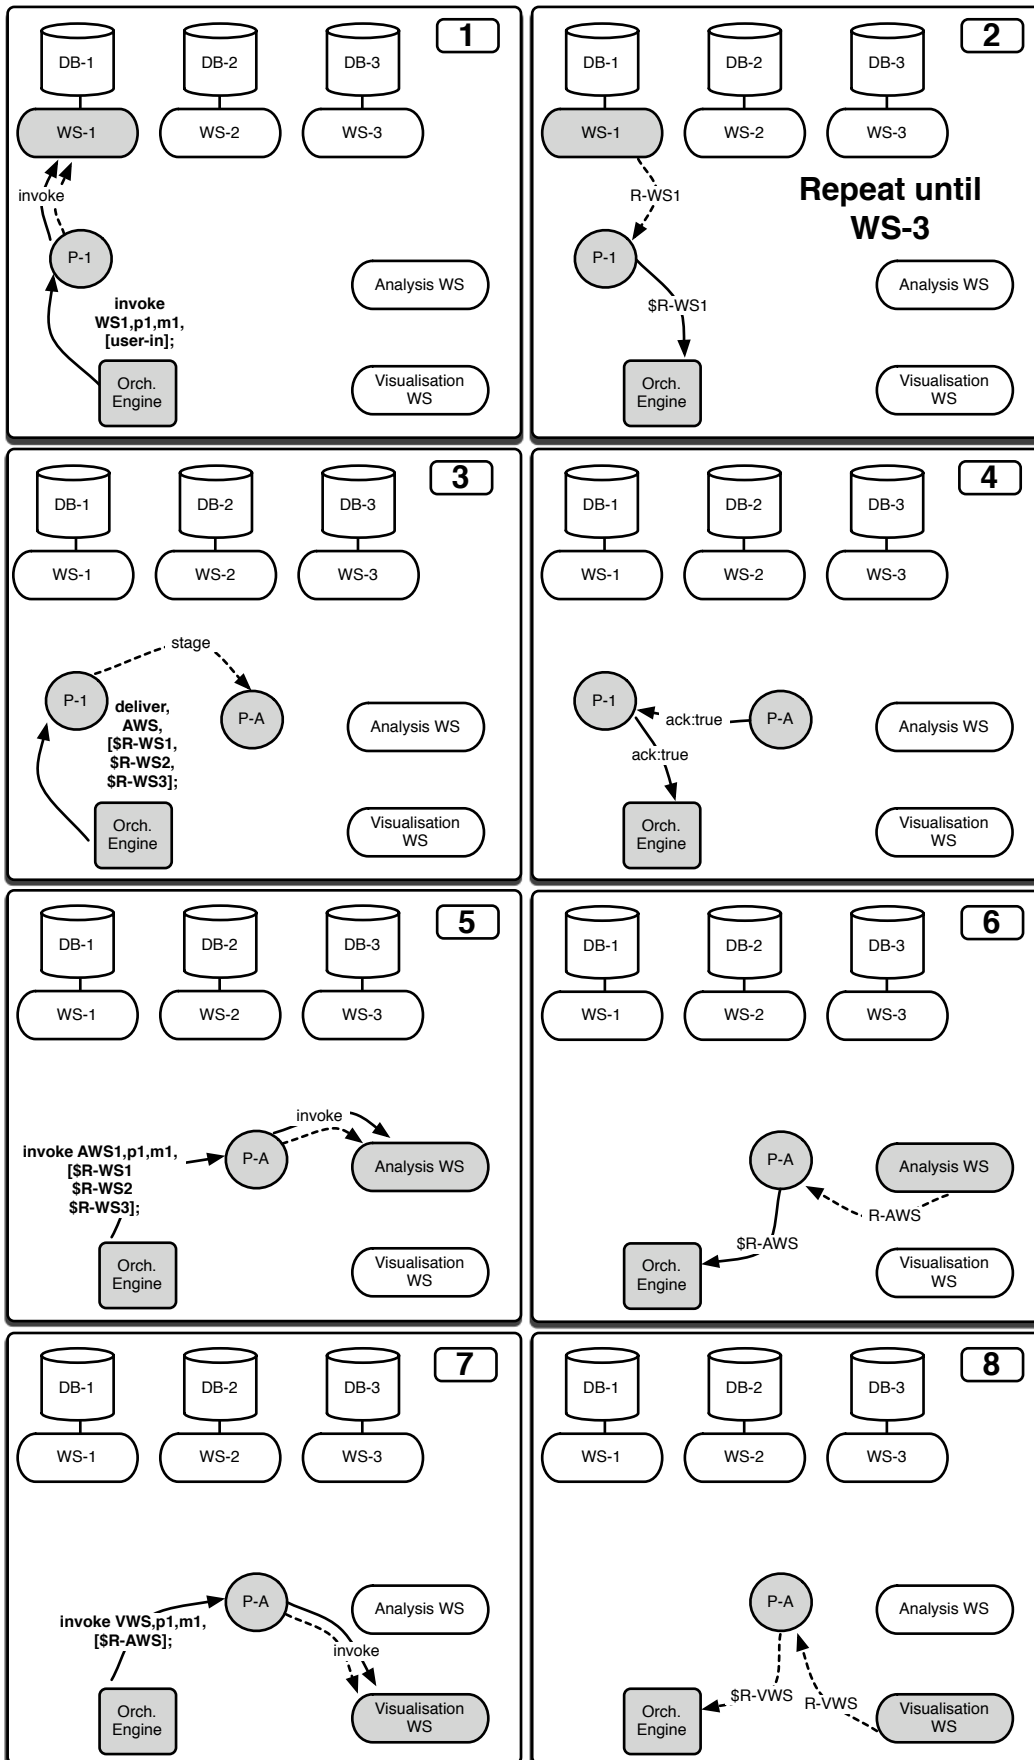 1
DB-1
DB-2
DB-3
WS-1
WS-2
WS-3
invoke
P-1
invoke
WS1,p1,m1,
[user-in];
Analysis WS
Orch.
Engine
Visualisation
WS
2
DB-1
DB-2
DB-3
WS-1
WS-2
WS-3
R-WS1
Repeat until
WS-3
P-1
$R-WS1
Analysis WS
Orch.
Engine
Visualisation
WS
3
DB-1
DB-2
DB-3
WS-1
WS-2
WS-3
stage
P-1
P-A
deliver,
AWS,
[$R-WS1,
$R-WS2,
$R-WS3];
Analysis WS
Orch.
Engine
Visualisation
WS
4
DB-1
DB-2
DB-3
WS-1
WS-2
WS-3
P-1
ack:true
P-A
ack:true
Analysis WS
Orch.
Engine
Visualisation
WS
5
DB-1
DB-2
DB-3
WS-1
WS-2
WS-3
invoke
invoke AWS1,p1,m1,
[$R-WS1
$R-WS2
$R-WS3];
P-A
Analysis WS
Orch.
Engine
Visualisation
WS
6
DB-1
DB-2
DB-3
WS-1
WS-2
WS-3
P-A
Analysis WS
R-AWS
$R-AWS
Orch.
Engine
Visualisation
WS
7
DB-1
DB-2
DB-3
WS-1
WS-2
WS-3
P-A
Analysis WS
invoke VWS,p1,m1,
[$R-AWS];
invoke
Orch.
Engine
Visualisation
WS
8
DB-1
DB-2
DB-3
WS-1
WS-2
WS-3
P-A
Analysis WS
$R-VWS
R-VWS
Orch.
Engine
Visualisation
WS